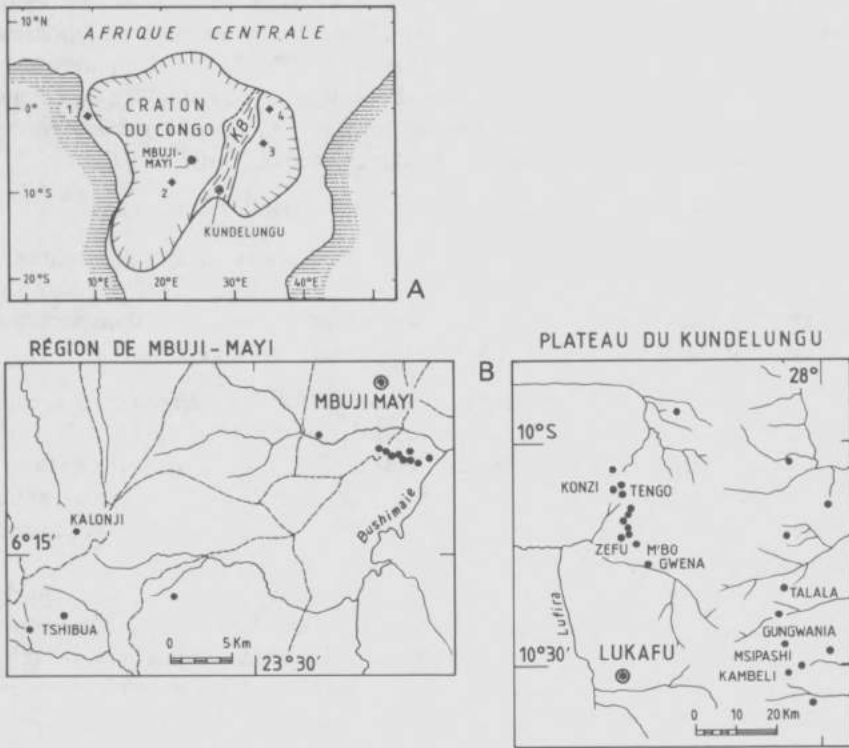 10°N
AFRIQUE CENTRALE
0°
1
CRATON
DU CONGO
KB
4
MBUJI-
MAYI
3
2
10°S
KUNDELUNGU
20°S
10°E
20°E
30°E
40°E
A
RÉGION DE MBUJI-MAYI
MBUJI MAYI
KALONJI
Bushimaie
6°15'
TSHIBUA
0 5 Km
23°30'
B
PLATEAU DU KUNDELUNGU
28°
10°S
KONZI
TENGO
ZEFU
M'BO
GWENA
TALALA
Lufira
GUNGWANIA
10°30'
LUKAFU
MSIPASHI
KAMBELI
0 10 20 Km